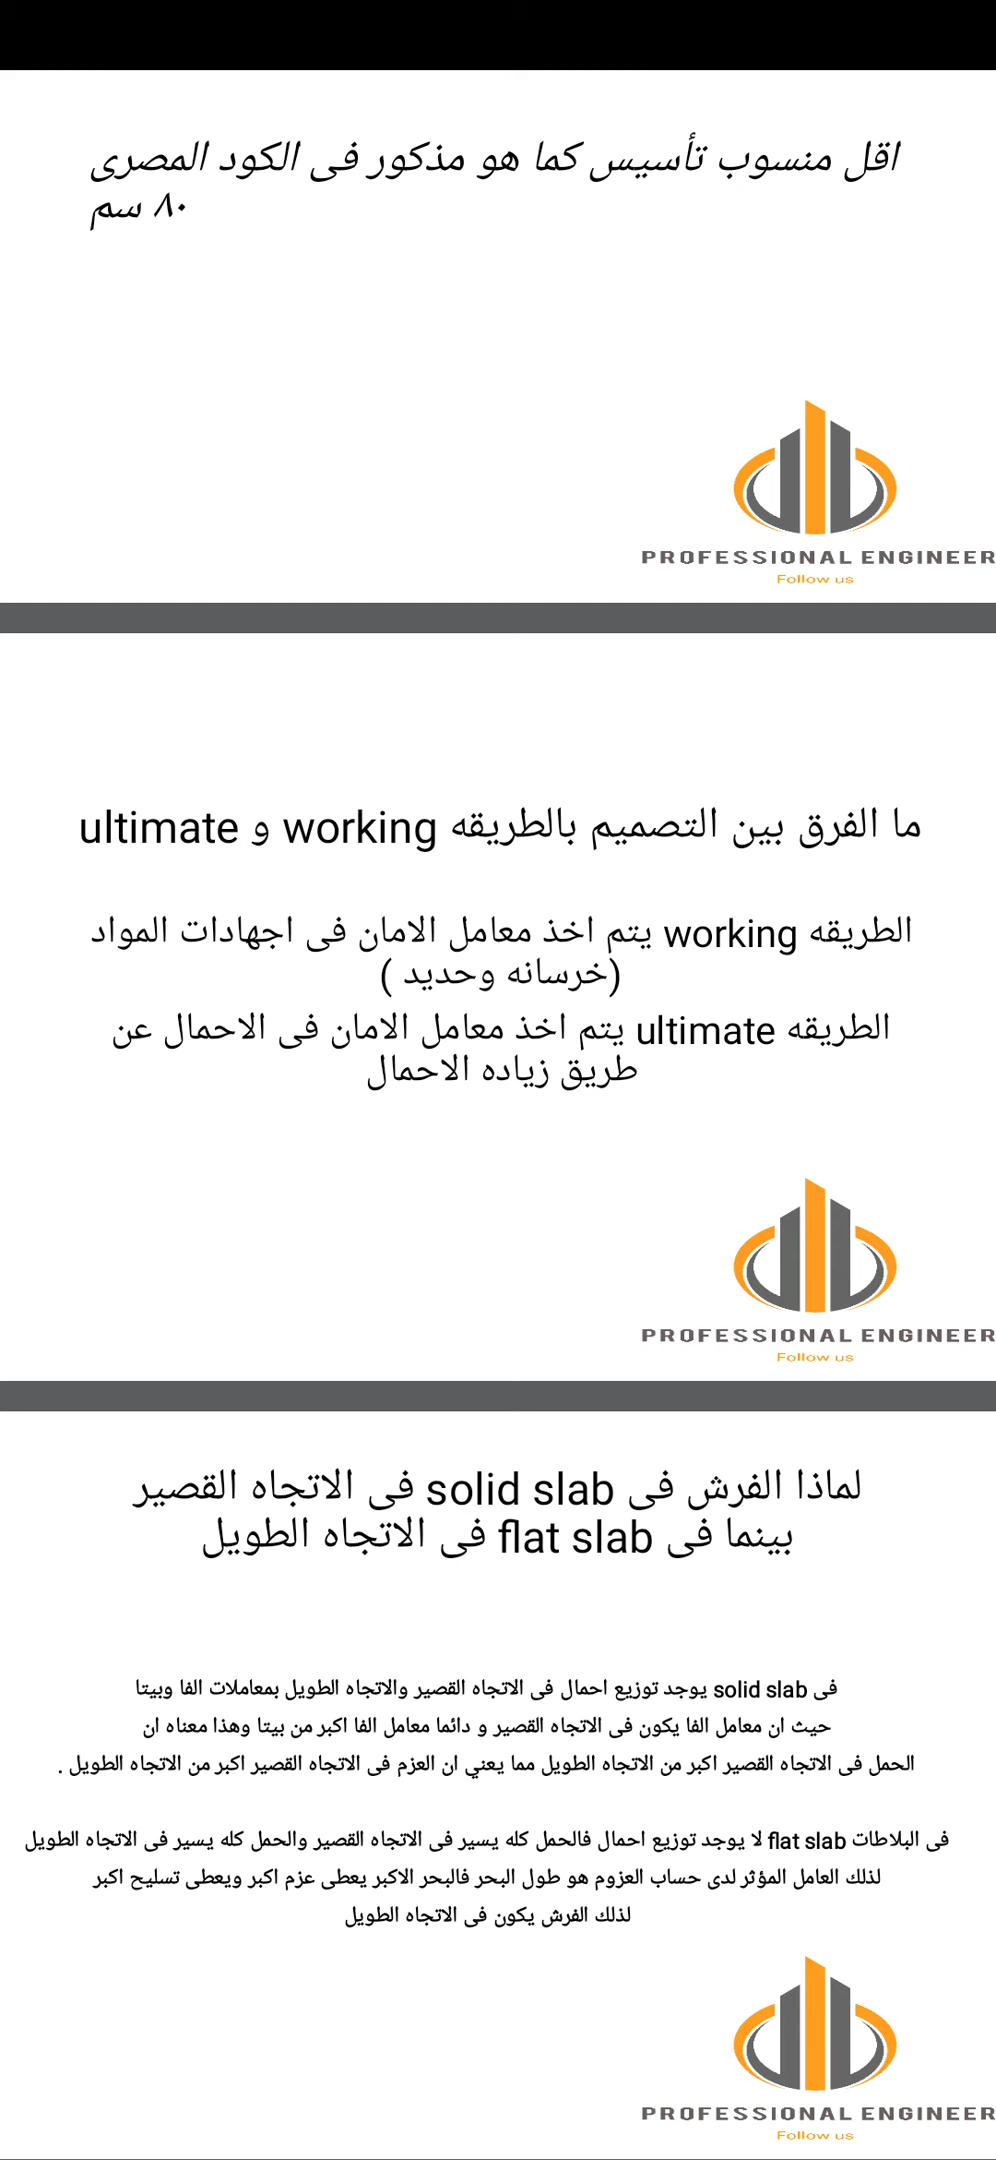 اقل منسوب تأسيس كما هو مذكور فى الكود المصرى
٨٠ سم
PROFESSIONAL ENGINEER
Follow us
ما الفرق بين التصميم بالطريقه working و ultimate
الطريقه working يتم اخذ معامل الامان فى اجهادات المواد
(خرسانه وحديد )
الطريقه ultimate يتم اخذ معامل الامان فى الاحمال عن
طريق زياده الاحمال
PROFESSIONAL ENGINEER
Follow us
لماذا الفرش فى solid slab فى الاتجاه القصير
بينما فى flat slab فى الاتجاه الطويل
فى solid slab يوجد توزيع احمال فى الاتجاه القصير والاتجاه الطويل بمعاملات الفا وبيتا
حيث ان معامل الفا يكون فى الاتجاه القصير و دائما معامل الفا اكبر من بيتا وهذا معناه ان
الحمل فى الاتجاه القصير اكبر من الاتجاه الطويل مما يعني ان العزم فى الاتجاه القصير اكبر من الاتجاه الطويل .
فى البلاطات flat slab لا يوجد توزيع احمال فالحمل كله يسير فى الاتجاه القصير والحمل كله يسير فى الاتجاه الطويل
لذلك العامل المؤثر لدى حساب العزوم هو طول البحر فالبحر الاكبر يعطى عزم اكبر ويعطى تسليح اكبر
لذلك الفرش يكون فى الاتجاه الطويل
PROFESSIONAL ENGINEER
Follow us